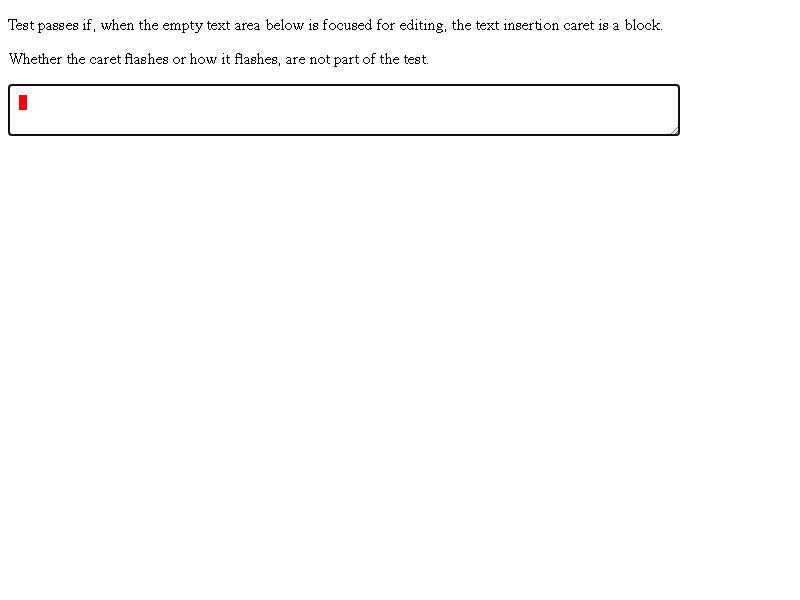 Test passes if, when the empty text area below is focused for editing, the text insertion caret is a block.
Whether the caret flashes or how it flashes, are not part of the test.